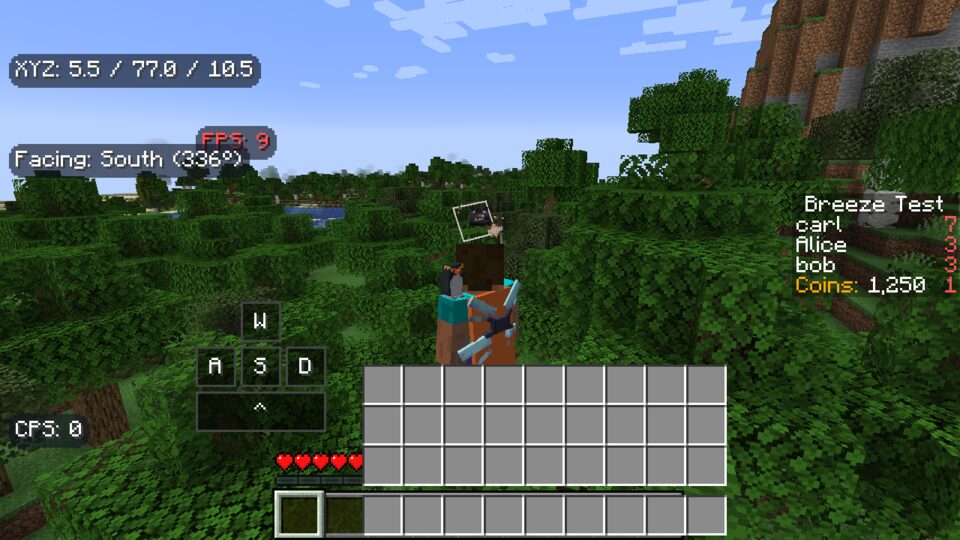 XYZ: 5.5 / 77.0 / 10.5
FPS: 9
Facing: South (336°)
Breeze Test
carl 7
Alice 3
bob 3
Coins: 1,250 1
W
A S D
^
CPS: 0